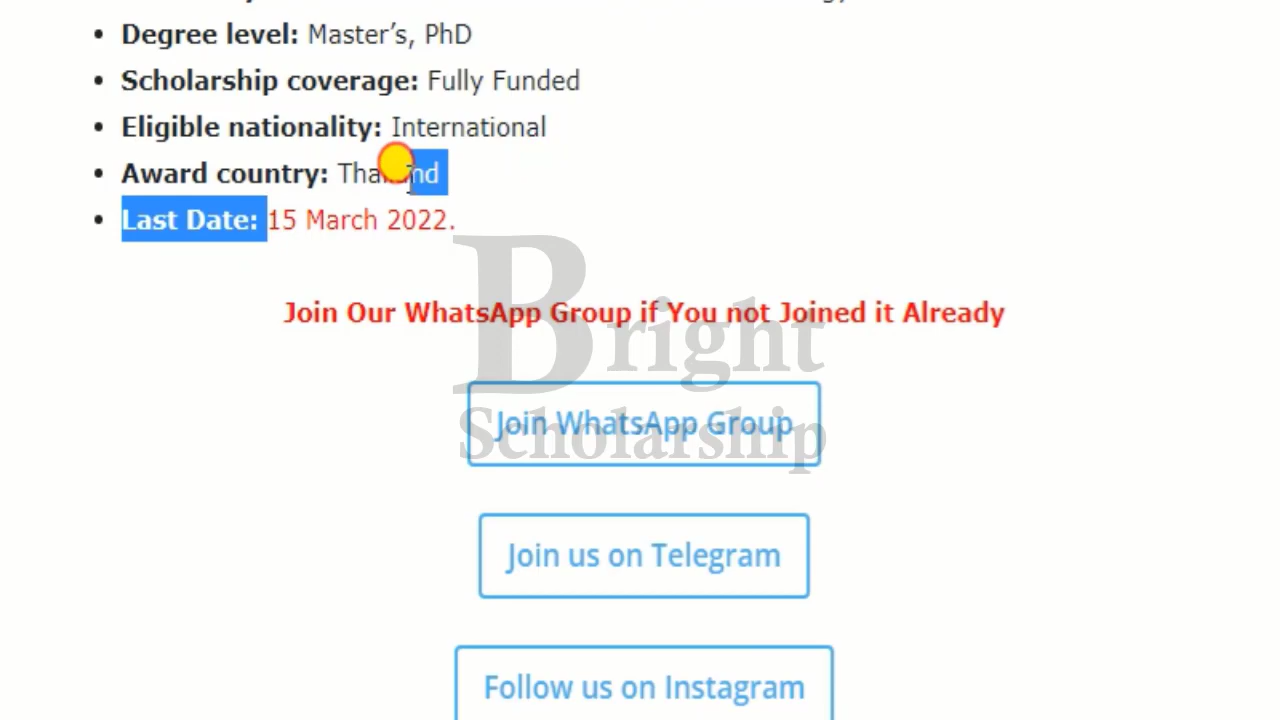 Degree level: Master's, PhD
Scholarship coverage: Fully Funded
Eligible nationality: International
Award country: Thailand
Last Date: 15 March 2022.
Join Our WhatsApp Group if You not Joined it Already
Bright
Scholarship
Join WhatsApp Group
Join us on Telegram
Follow us on Instagram